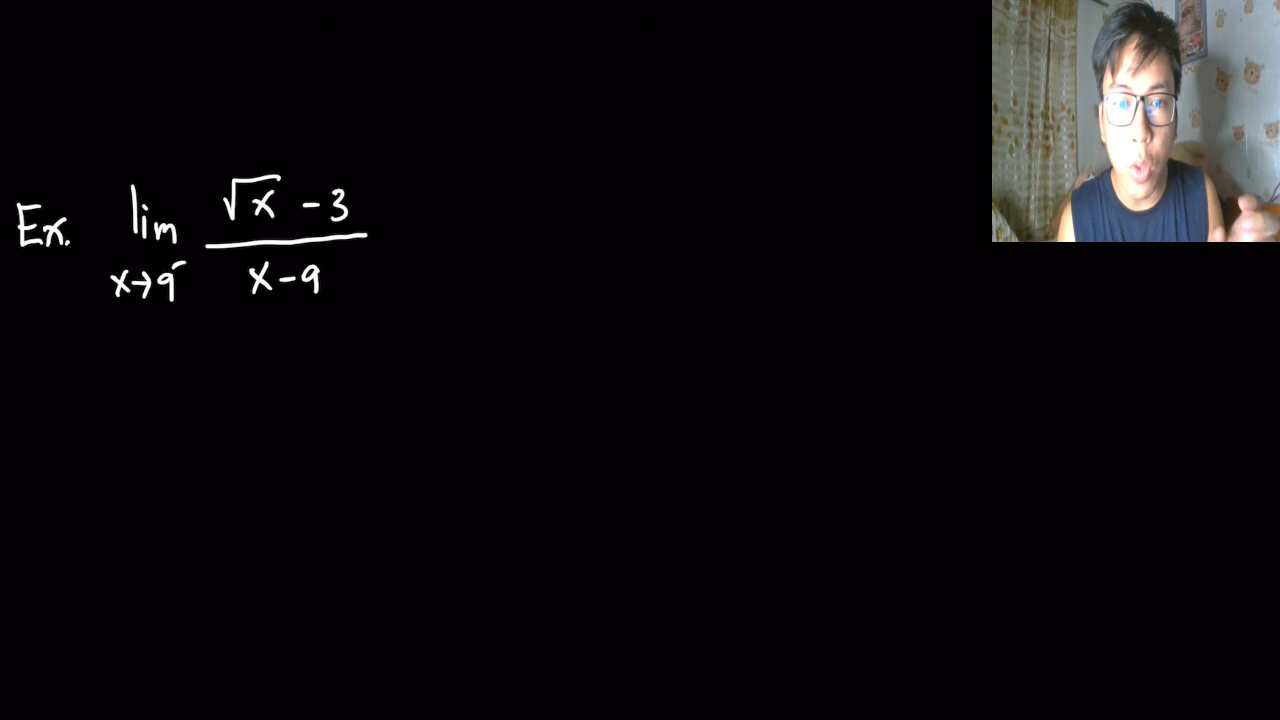 Ex. lim √x - 3
x→9⁻ x - 9